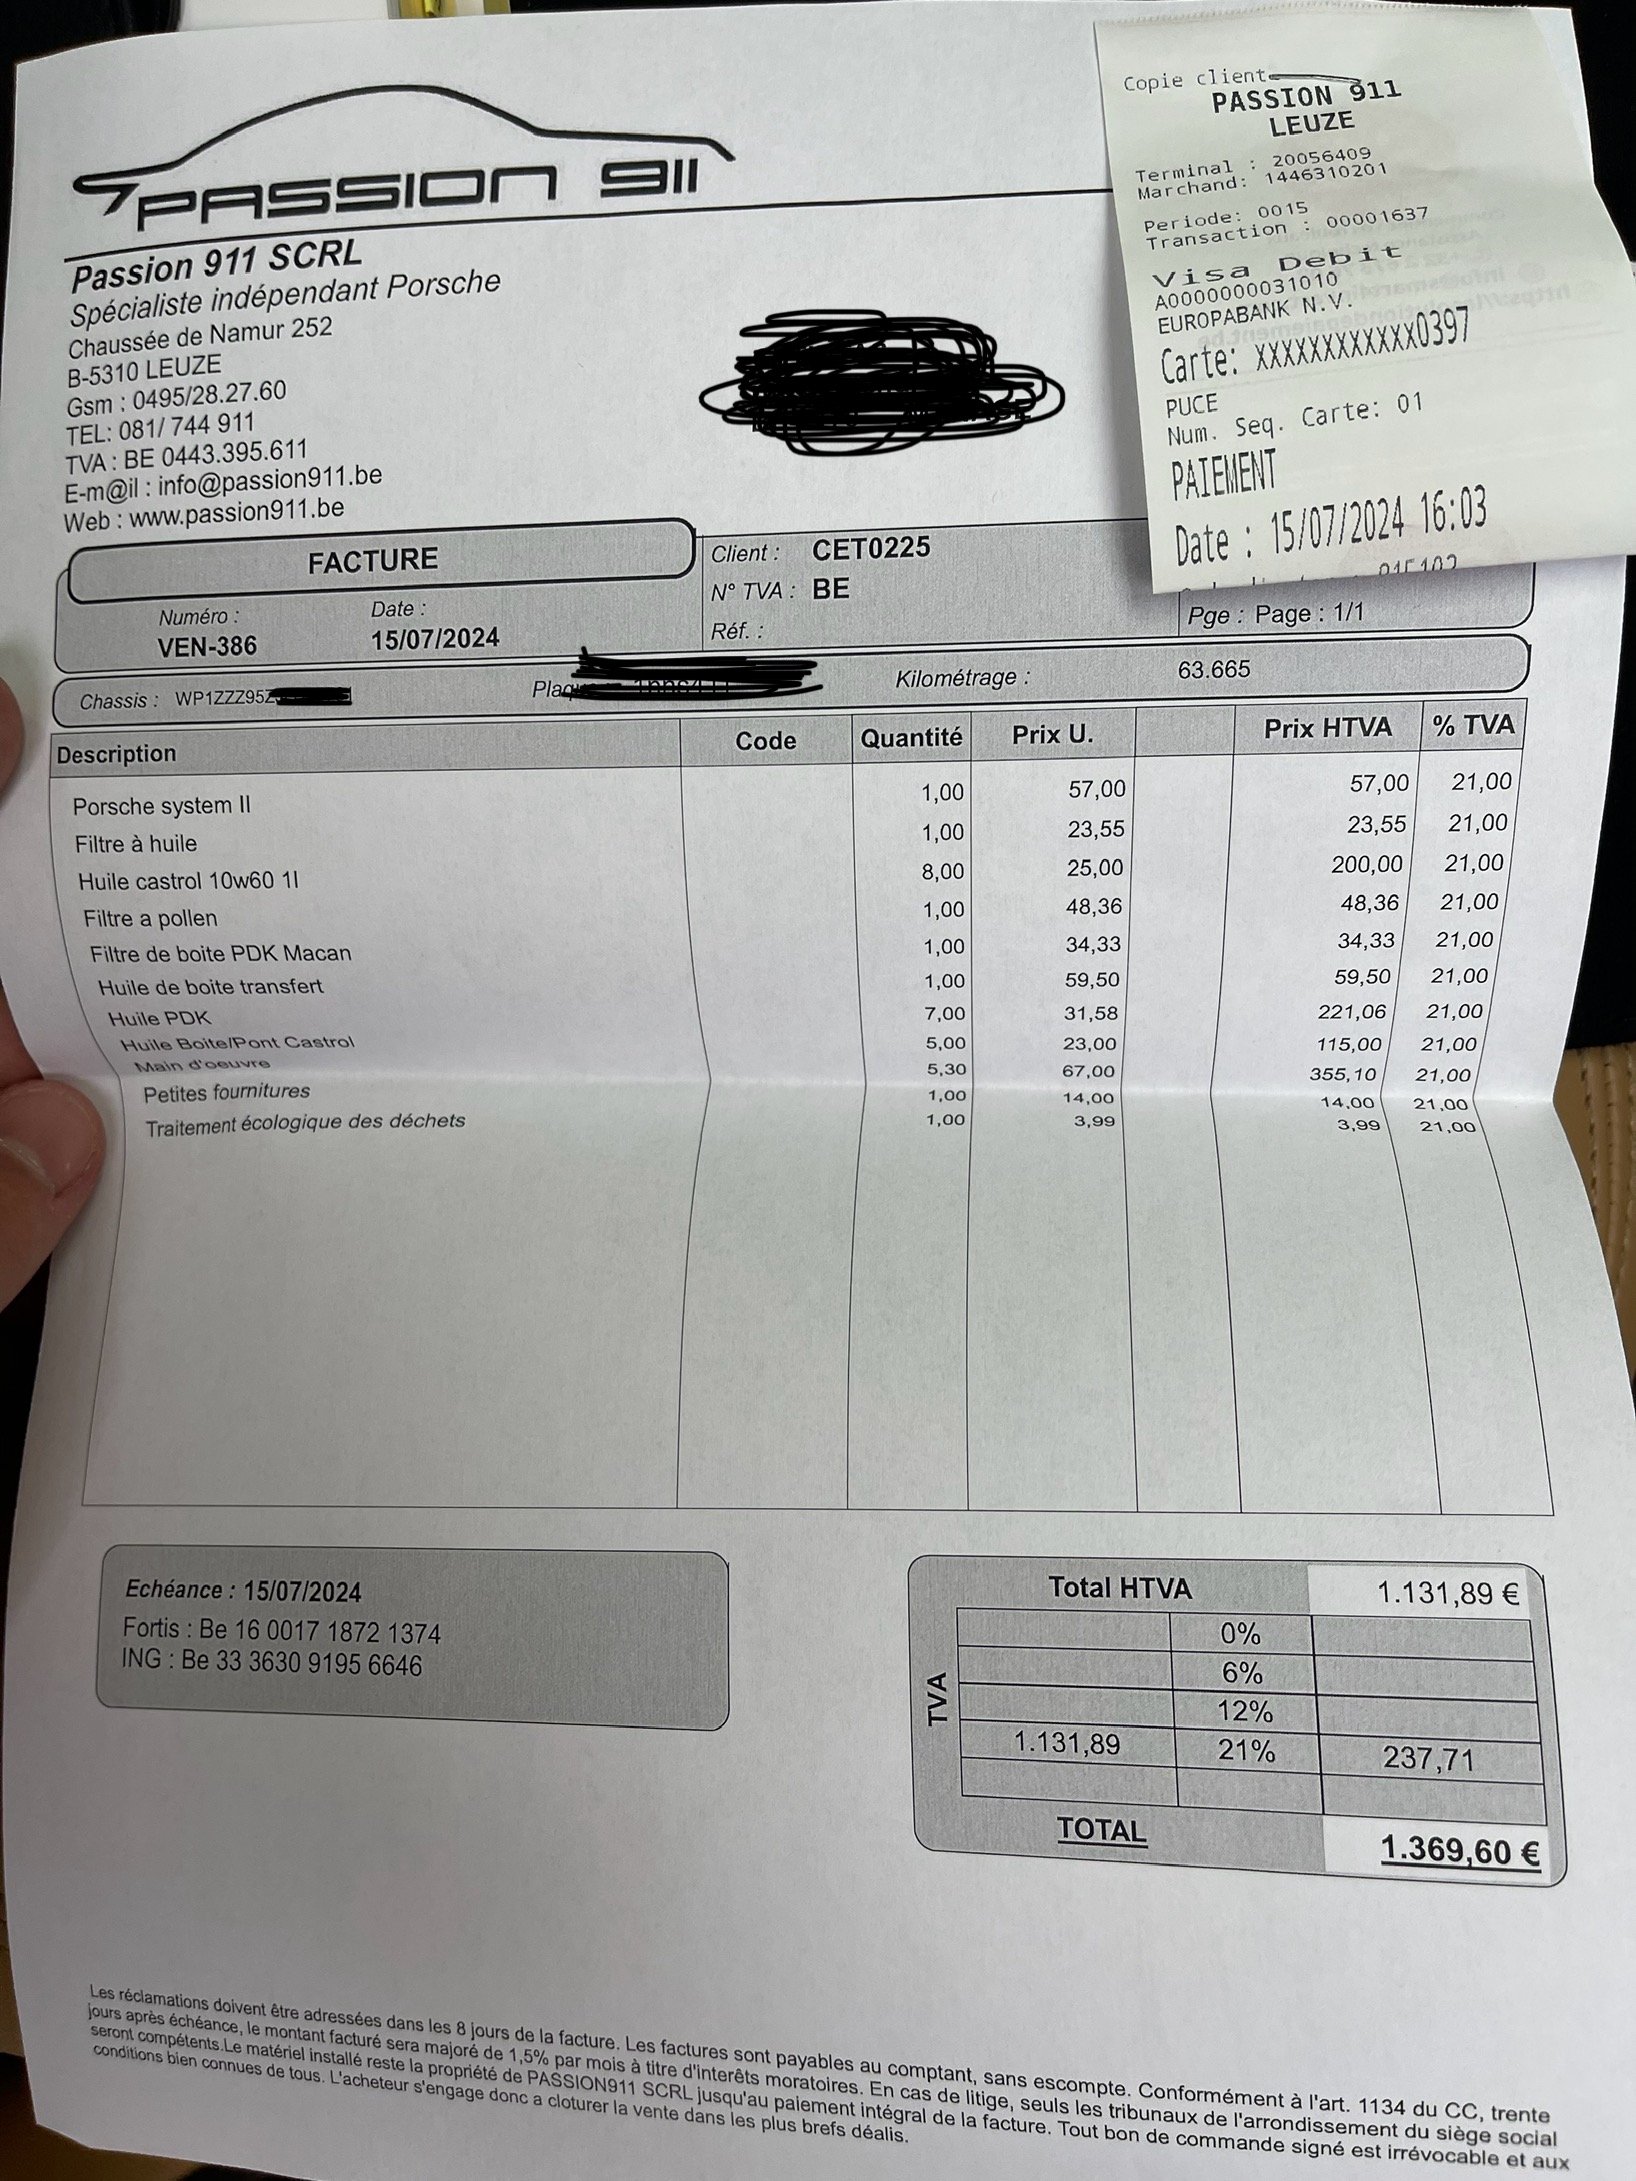 PASSION 911
Passion 911 SCRL
Spécialiste indépendant Porsche
Chaussée de Namur 252
B-5310 LEUZE
Gsm : 0495/28.27.60
TEL: 081/ 744 911
TVA : BE 0443.395.611
E-m@il : info@passion911.be
Web : www.passion911.be
Copie client
PASSION 911
LEUZE
Terminal : 20056409
Marchand: 1446310201
Periode: 0015
Transaction : 00001637
Visa Debit
A0000000031010
EUROPABANK N.V.
Carte: XXXXXXXXXXXX0397
PUCE
Num. Seq. Carte: 01
PAIEMENT
Date : 15/07/2024 16:03
FACTURE
Numéro : Date :
VEN-386 15/07/2024
Client : CET0225
N° TVA : BE
Réf. :
Pge : Page : 1/1
Chassis : WP1ZZZ95Z Kilométrage : 63.665
Description Code Quantité Prix U. Prix HTVA % TVA
Porsche system II 1,00 57,00 57,00 21,00
Filtre à huile 1,00 23,55 23,55 21,00
Huile castrol 10w60 1l 8,00 25,00 200,00 21,00
Filtre a pollen 1,00 48,36 48,36 21,00
Filtre de boite PDK Macan 1,00 34,33 34,33 21,00
Huile de boite transfert 1,00 59,50 59,50 21,00
Huile PDK 7,00 31,58 221,06 21,00
Huile Boite/Pont Castrol 5,00 23,00 115,00 21,00
Main d'oeuvre 5,30 67,00 355,10 21,00
Petites fournitures 1,00 14,00 14,00 21,00
Traitement écologique des déchets 1,00 3,99 3,99 21,00
Echéance : 15/07/2024
Fortis : Be 16 0017 1872 1374
ING : Be 33 3630 9195 6646
Total HTVA 1.131,89 €
TVA
0%
6%
12%
1.131,89 21% 237,71
TOTAL 1.369,60 €
Les réclamations doivent être adressées dans les 8 jours de la facture. Les factures sont payables au comptant, sans escompte. Conformément à l'art. 1134 du CC, trente
jours après échéance, le montant facturé sera majoré de 1,5% par mois à titre d'interêts moratoires. En cas de litige, seuls les tribunaux de l'arrondissement du siège social
seront compétents.Le matériel installé reste la propriété de PASSION911 SCRL jusqu'au paiement intégral de la facture. Tout bon de commande signé est irrévocable et aux
conditions bien connues de tous. L'acheteur s'engage donc a cloturer la vente dans les plus brefs déalis.